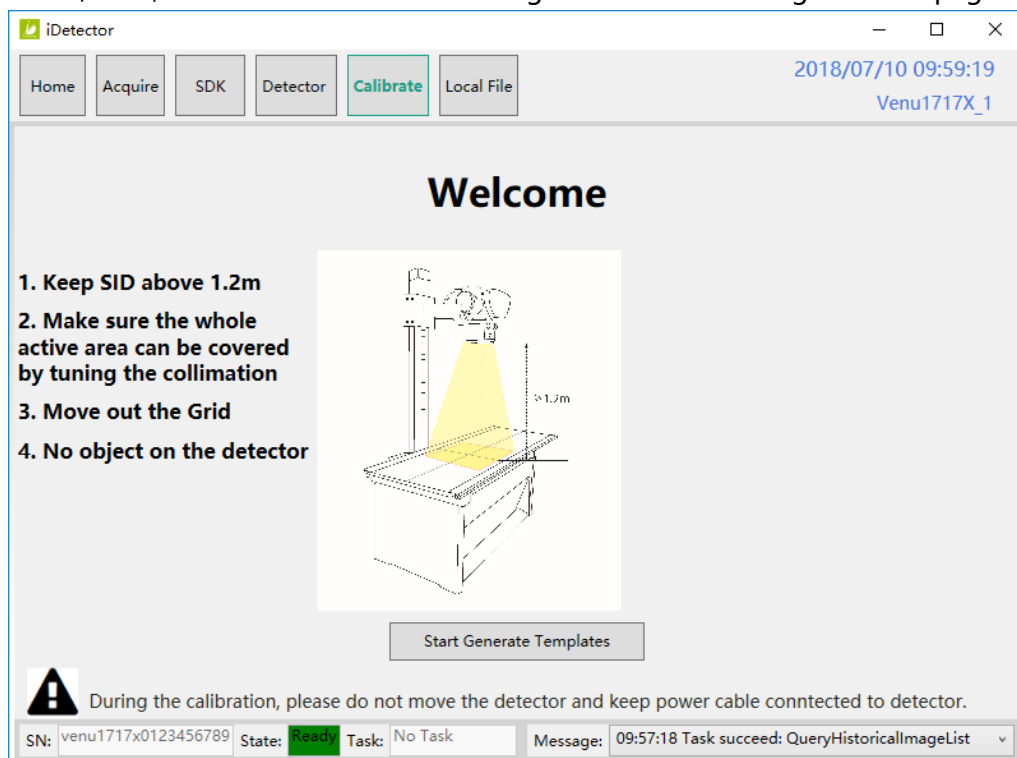 iDetector
Home Acquire SDK Detector Calibrate Local File
2018/07/10 09:59:19
Venu1717X_1
Welcome
1. Keep SID above 1.2m
2. Make sure the whole
active area can be covered
by tuning the collimation
3. Move out the Grid
4. No object on the detector
≥1.2m
Start Generate Templates
During the calibration, please do not move the detector and keep power cable conntected to detector.
SN: venu1717x0123456789 State: Ready Task: No Task Message: 09:57:18 Task succeed: QueryHistoricalImageList